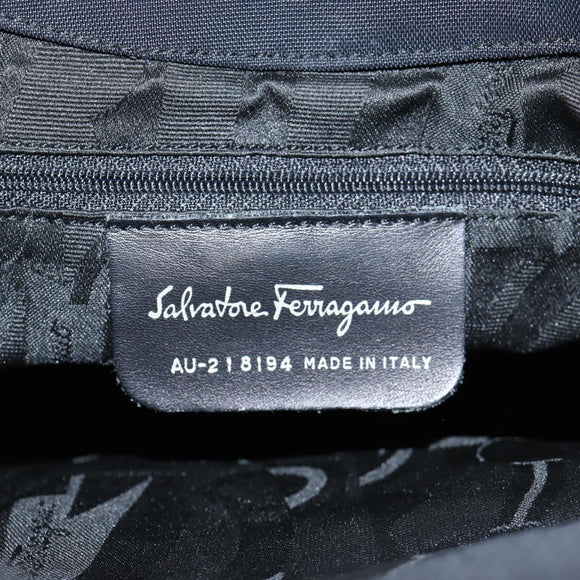 Salvatore Ferragamo
AU-218194 MADE IN ITALY